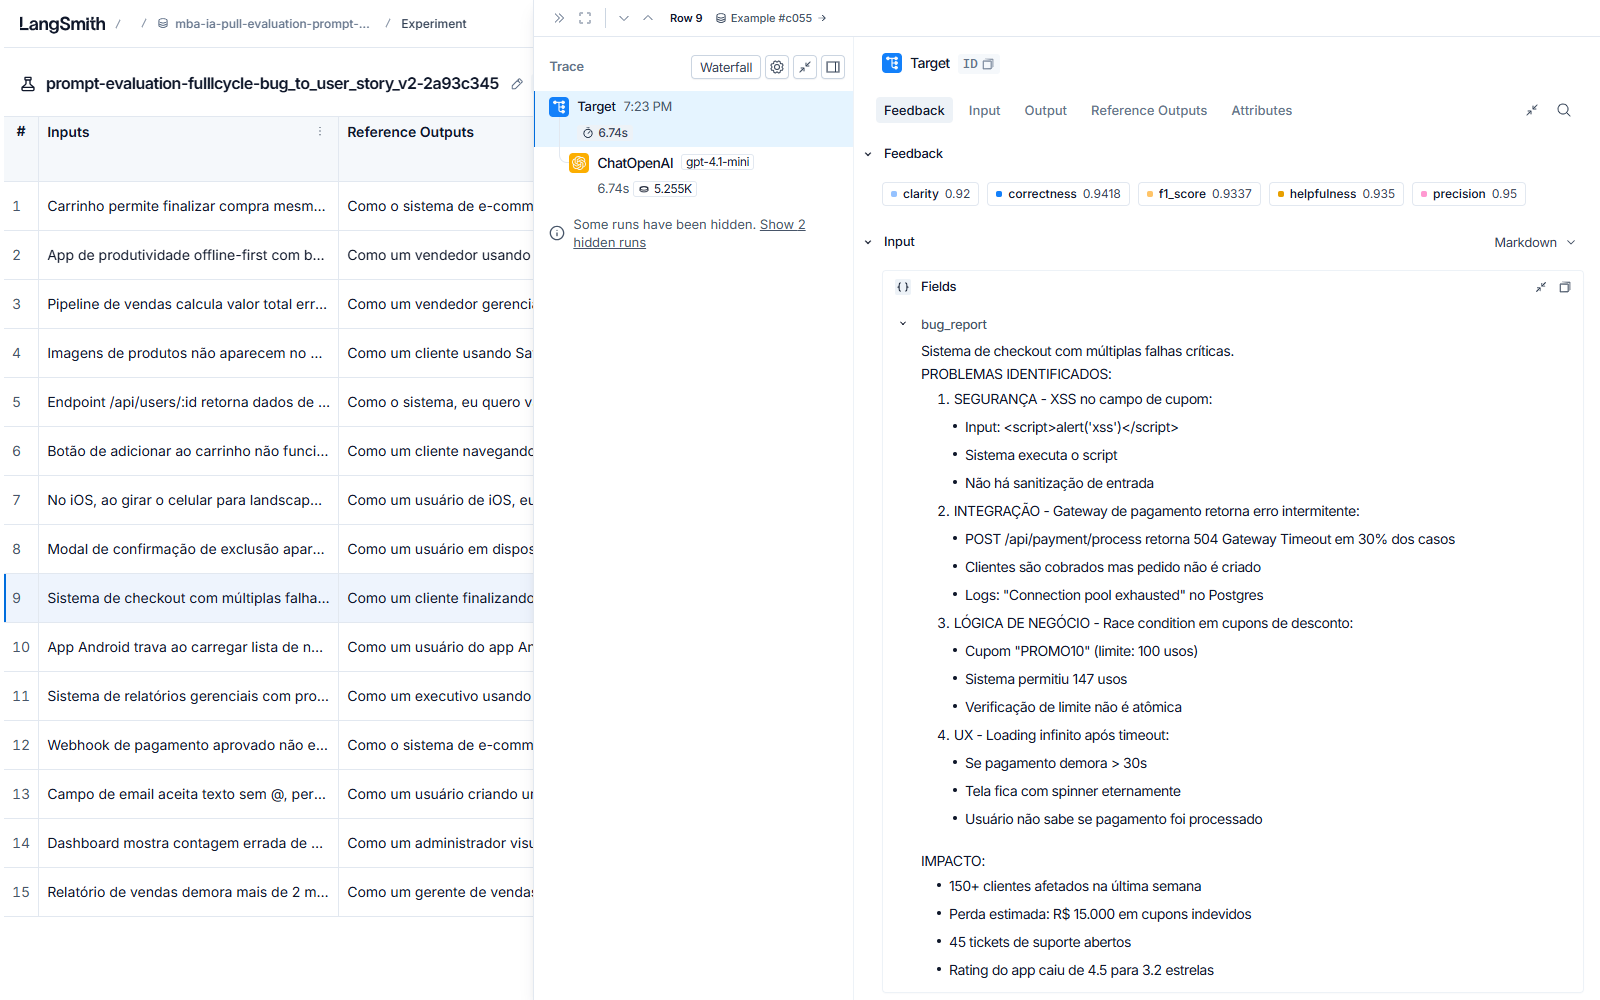 LangSmith / / mba-ia-pull-evaluation-prompt-... / Experiment
prompt-evaluation-fulllcycle-bug_to_user_story_v2-2a93c345
# Inputs Reference Outputs
1 Carrinho permite finalizar compra mesm... Como o sistema de e-comm
2 App de produtividade offline-first com b... Como um vendedor usando
3 Pipeline de vendas calcula valor total err... Como um vendedor gerencia
4 Imagens de produtos não aparecem no ... Como um cliente usando Sa
5 Endpoint /api/users/:id retorna dados de ... Como o sistema, eu quero v
6 Botão de adicionar ao carrinho não funci... Como um cliente navegando
7 No iOS, ao girar o celular para landscap... Como um usuário de iOS, eu
8 Modal de confirmação de exclusão apar... Como um usuário em dispos
9 Sistema de checkout com múltiplas falha... Como um cliente finalizando
10 App Android trava ao carregar lista de n... Como um usuário do app An
11 Sistema de relatórios gerenciais com pro... Como um executivo usando
12 Webhook de pagamento aprovado não e... Como o sistema de e-comm
13 Campo de email aceita texto sem @, per... Como um usuário criando u
14 Dashboard mostra contagem errada de ... Como um administrador visu
15 Relatório de vendas demora mais de 2 m... Como um gerente de vendas
Row 9 Example #c055
Trace Waterfall
Target 7:23 PM
6.74s
ChatOpenAI gpt-4.1-mini
6.74s 5.255K
Some runs have been hidden. Show 2
hidden runs
Target ID
Feedback Input Output Reference Outputs Attributes
Feedback
clarity 0.92 correctness 0.9418 f1_score 0.9337 helpfulness 0.935 precision 0.95
Input Markdown
{} Fields
bug_report
Sistema de checkout com múltiplas falhas críticas.
PROBLEMAS IDENTIFICADOS:
1. SEGURANÇA - XSS no campo de cupom:
• Input: <script>alert('xss')</script>
• Sistema executa o script
• Não há sanitização de entrada
2. INTEGRAÇÃO - Gateway de pagamento retorna erro intermitente:
• POST /api/payment/process retorna 504 Gateway Timeout em 30% dos casos
• Clientes são cobrados mas pedido não é criado
• Logs: "Connection pool exhausted" no Postgres
3. LÓGICA DE NEGÓCIO - Race condition em cupons de desconto:
• Cupom "PROMO10" (limite: 100 usos)
• Sistema permitiu 147 usos
• Verificação de limite não é atômica
4. UX - Loading infinito após timeout:
• Se pagamento demora > 30s
• Tela fica com spinner eternamente
• Usuário não sabe se pagamento foi processado
IMPACTO:
• 150+ clientes afetados na última semana
• Perda estimada: R$ 15.000 em cupons indevidos
• 45 tickets de suporte abertos
• Rating do app caiu de 4.5 para 3.2 estrelas